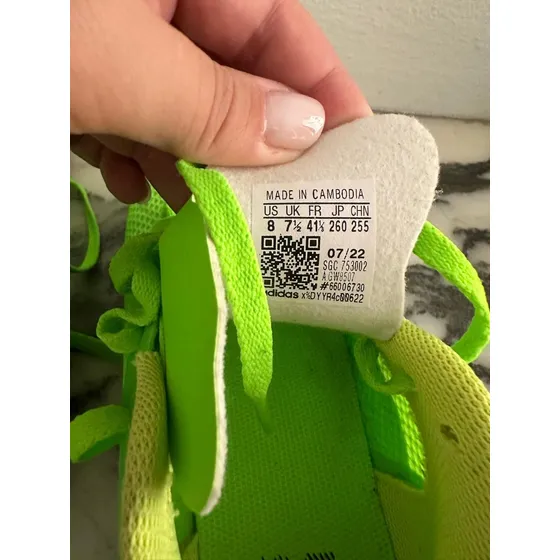 MADE IN CAMBODIA
US UK FR JP CHN
8 7½ 41⅓ 260 255
07/22
SGC 753002
#66006730
adidas